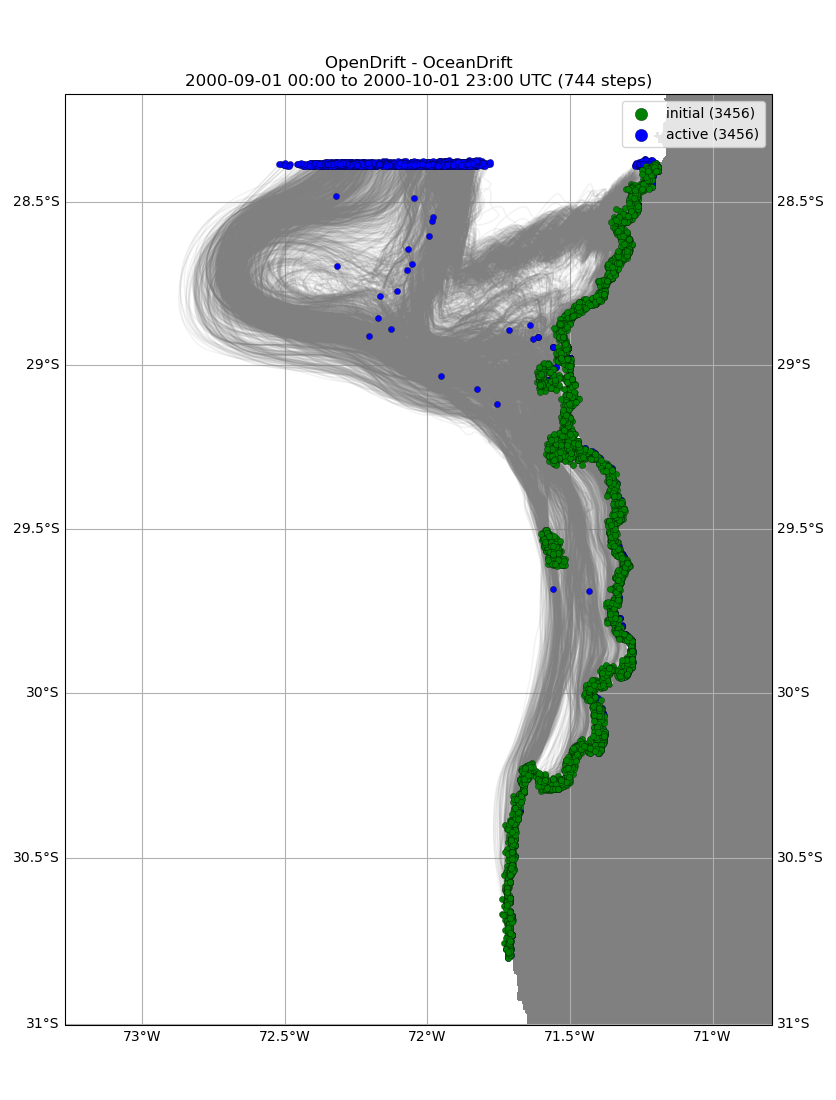 OpenDrift - OceanDrift
2000-09-01 00:00 to 2000-10-01 23:00 UTC (744 steps)
initial (3456)
active (3456)
28.5°S 28.5°S
29°S 29°S
29.5°S 29.5°S
30°S 30°S
30.5°S 30.5°S
31°S 31°S
73°W 72.5°W 72°W 71.5°W 71°W